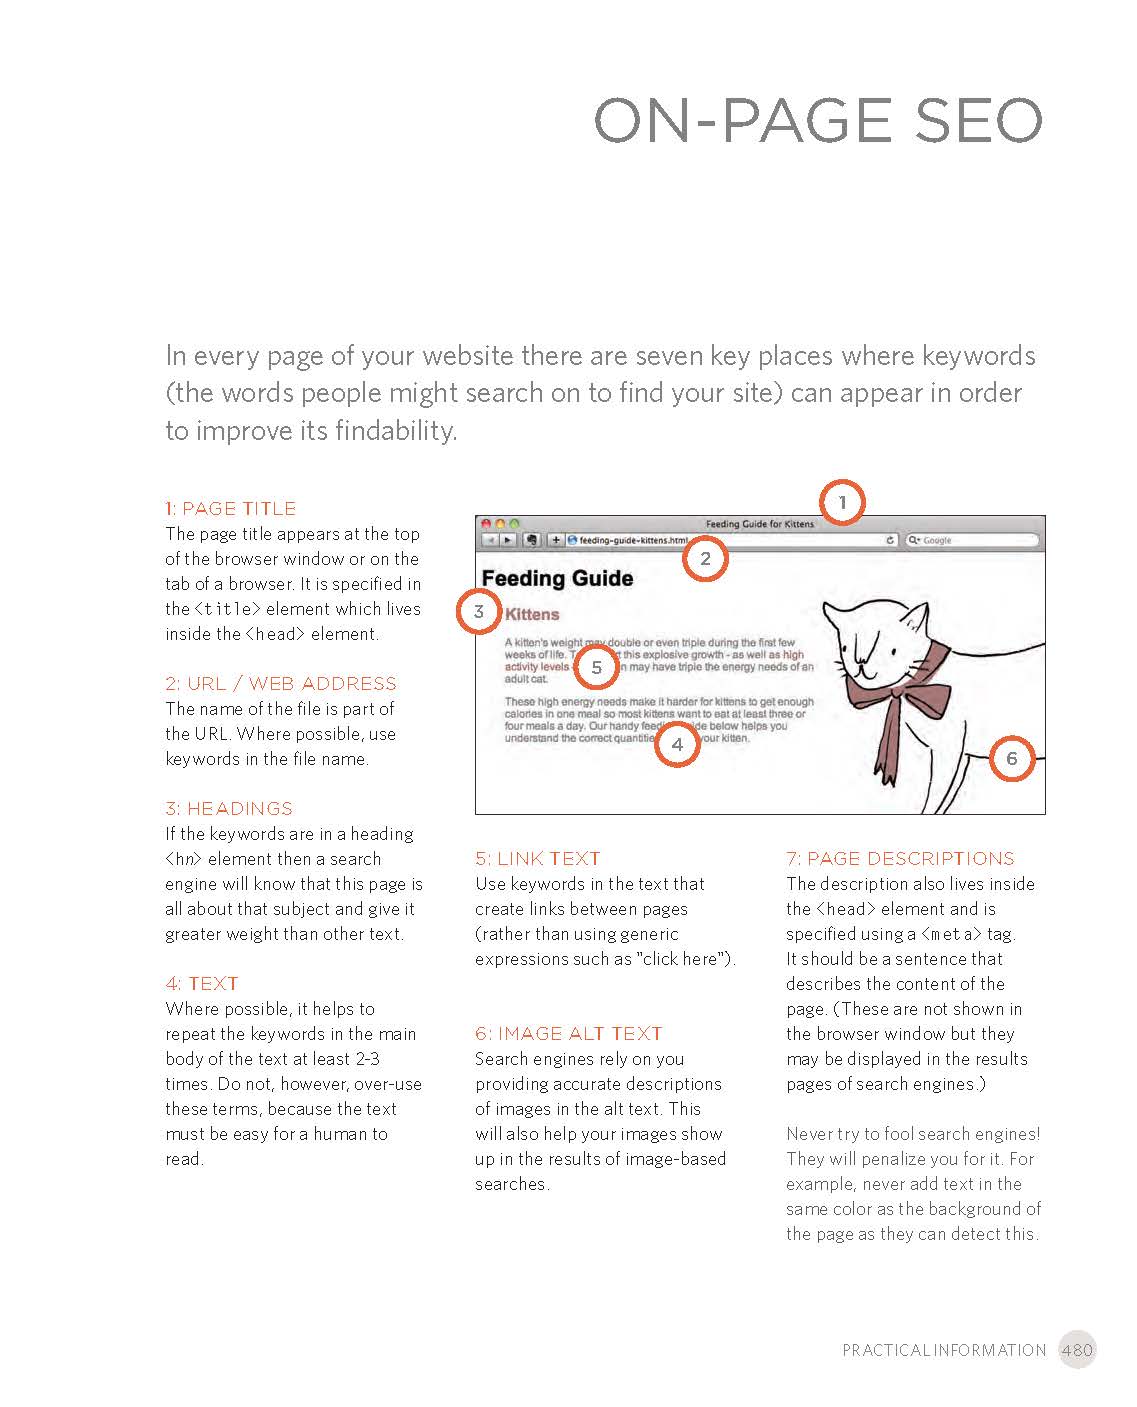 ON-PAGE SEO
In every page of your website there are seven key places where keywords
(the words people might search on to find your site) can appear in order
to improve its findability.
1: PAGE TITLE
The page title appears at the top
of the browser window or on the
tab of a browser. It is specified in
the <title> element which lives
inside the <head> element.
2: URL / WEB ADDRESS
The name of the file is part of
the URL. Where possible, use
keywords in the file name.
3: HEADINGS
If the keywords are in a heading
<hn> element then a search
engine will know that this page is
all about that subject and give it
greater weight than other text.
4: TEXT
Where possible, it helps to
repeat the keywords in the main
body of the text at least 2-3
times. Do not, however, over-use
these terms, because the text
must be easy for a human to
read.
1
Feeding Guide for Kittens
feeding-guide-kittens.html
Google
2
Feeding Guide
3
Kittens
A kitten's weight may double or even triple during the first few
weeks of life. this explosive growth - as well as high
activity levels may have triple the energy needs of an
adult cat.
5
These high energy needs make it harder for kittens to get enough
calories in one meal so most kittens want to eat at least three or
four meals a day. Our handy below helps you
understand the correct your kitten.
4
6
5: LINK TEXT
Use keywords in the text that
create links between pages
(rather than using generic
expressions such as "click here").
6: IMAGE ALT TEXT
Search engines rely on you
providing accurate descriptions
of images in the alt text. This
will also help your images show
up in the results of image-based
searches.
7: PAGE DESCRIPTIONS
The description also lives inside
the <head> element and is
specified using a <meta> tag.
It should be a sentence that
describes the content of the
page. (These are not shown in
the browser window but they
may be displayed in the results
pages of search engines.)
Never try to fool search engines!
They will penalize you for it. For
example, never add text in the
same color as the background of
the page as they can detect this.
PRACTICAL INFORMATION 480